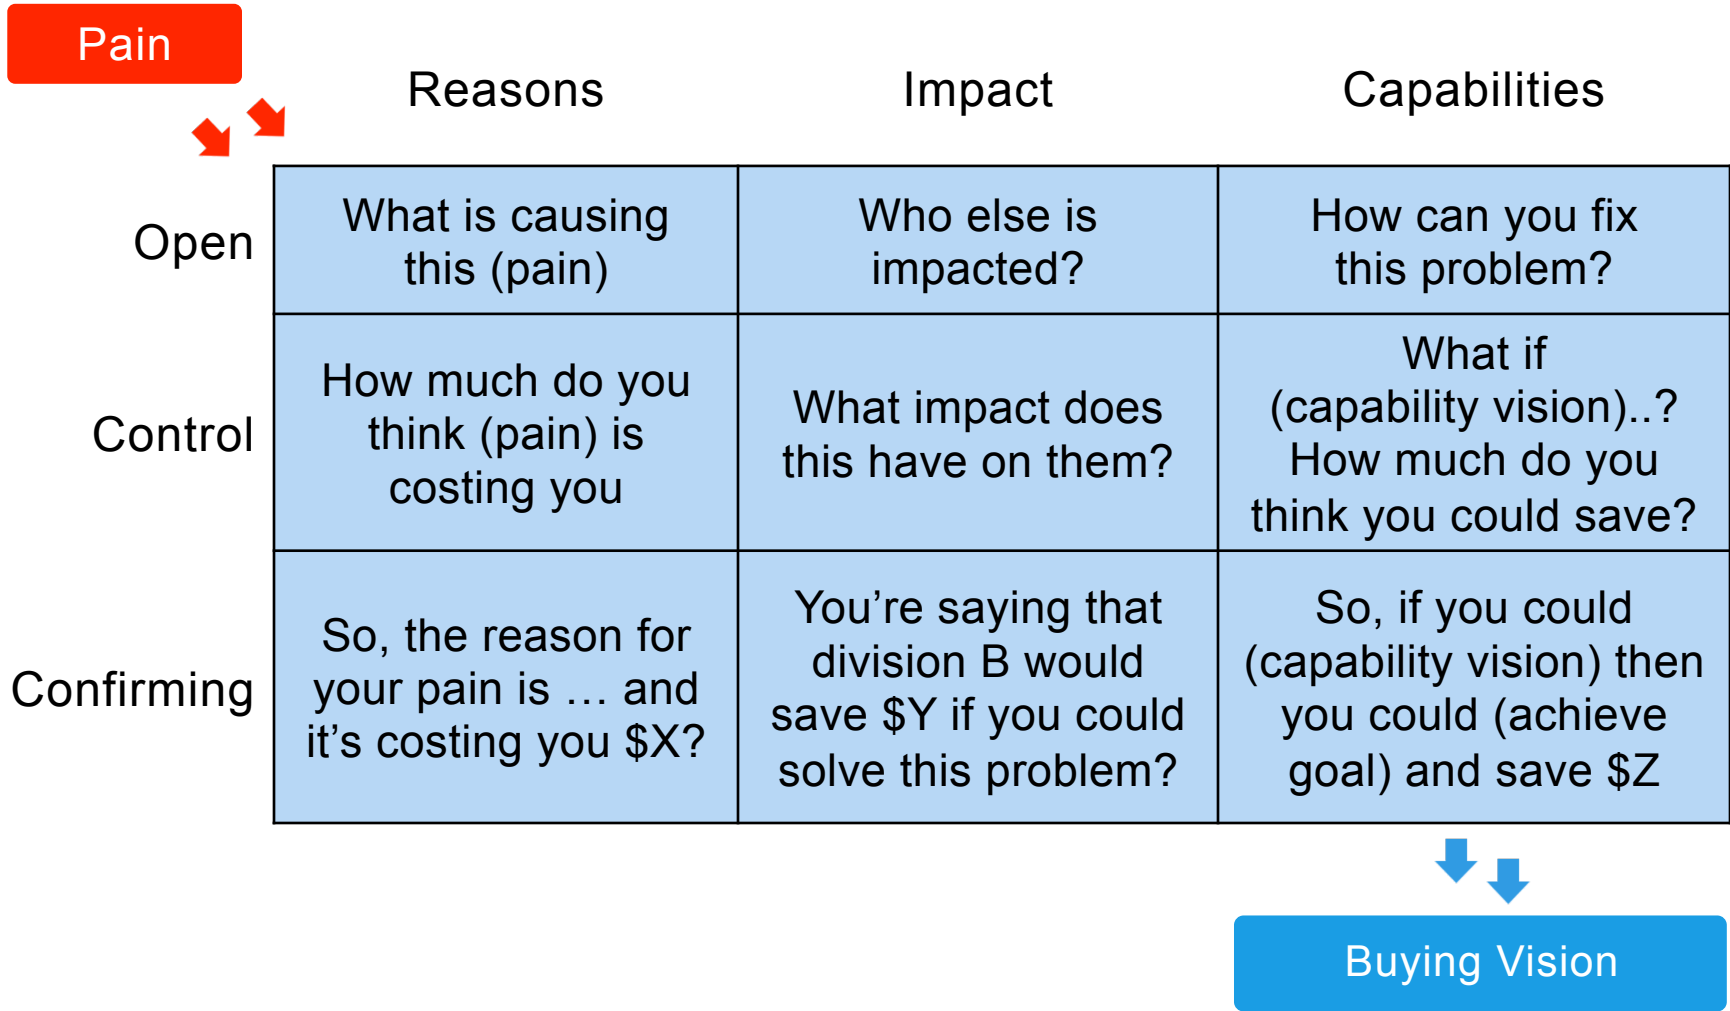 Pain
Reasons
Impact
Capabilities
Open
What is causing
this (pain)
Who else is
impacted?
How can you fix
this problem?
Control
How much do you
think (pain) is
costing you
What impact does
this have on them?
What if
(capability vision)..?
How much do you
think you could save?
Confirming
So, the reason for
your pain is … and
it’s costing you $X?
You’re saying that
division B would
save $Y if you could
solve this problem?
So, if you could
(capability vision) then
you could (achieve
goal) and save $Z
Buying Vision